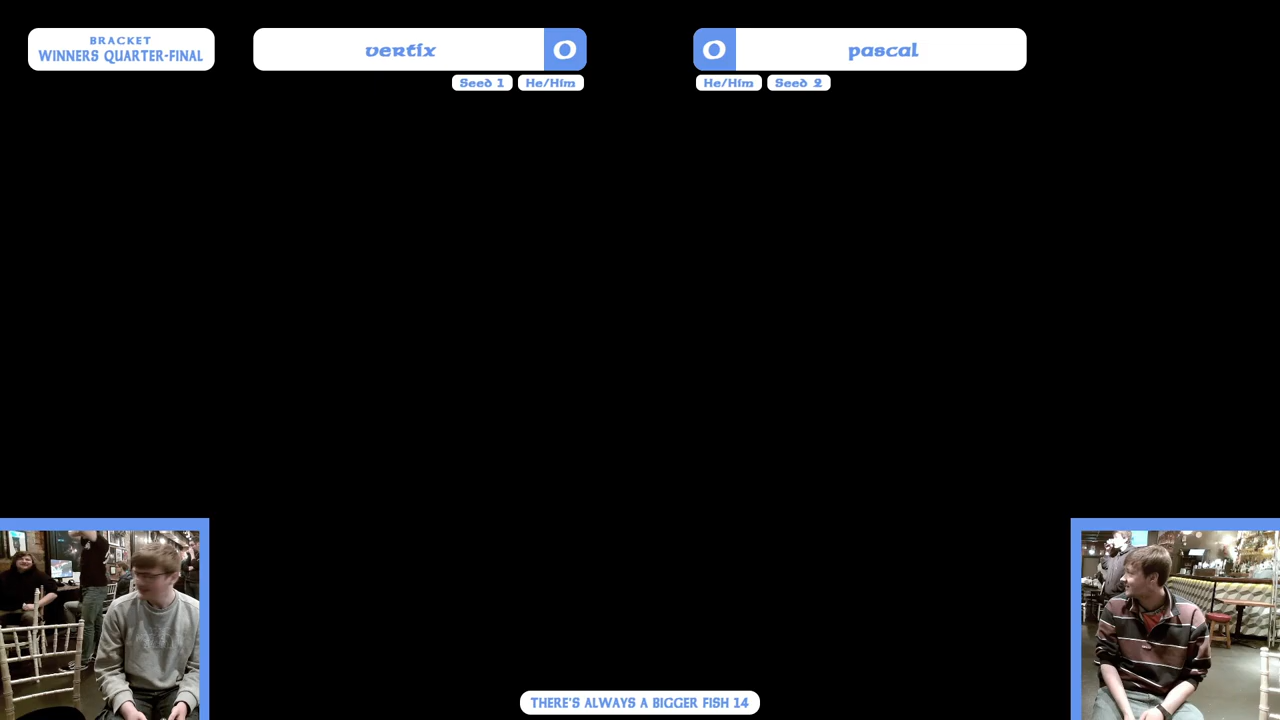 BRACKET
WINNERS QUARTER-FINAL
vertix 0
0 pascal
Seed 1 He/Him
He/Him Seed 2
THERE'S ALWAYS A BIGGER FISH 14